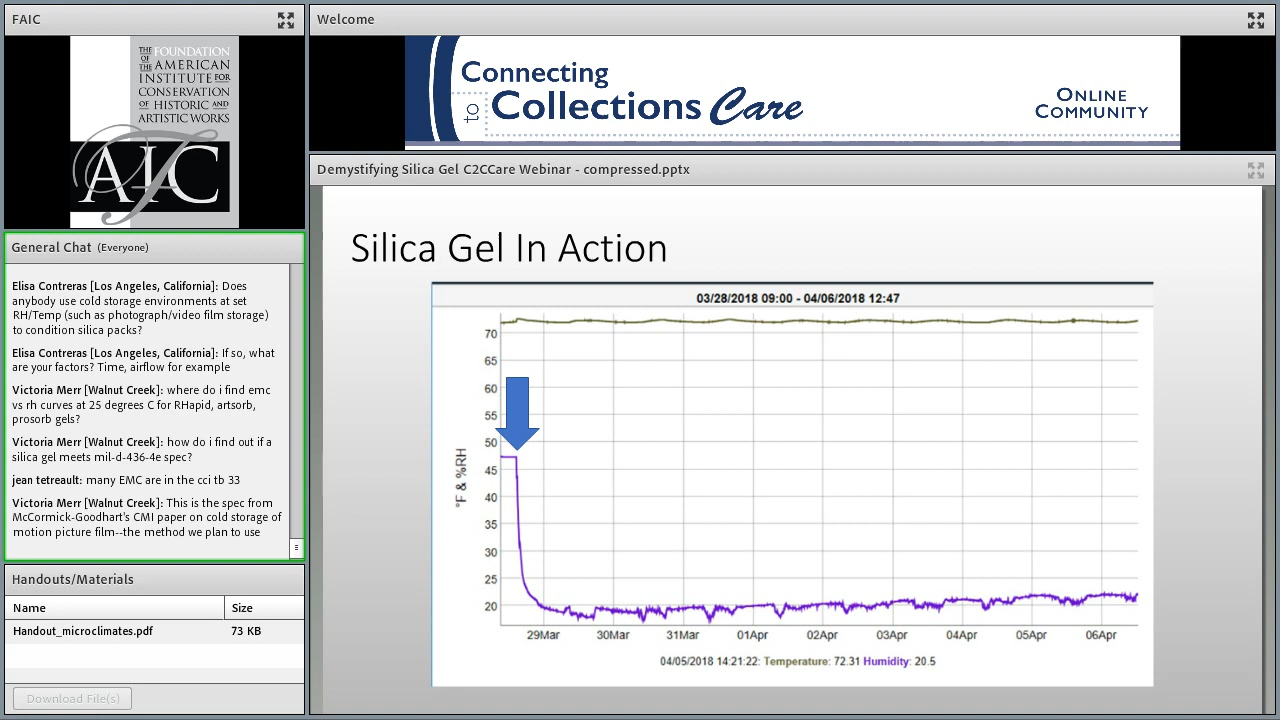 FAIC
THE FOUNDATION
OF THE AMERICAN
INSTITUTE FOR
CONSERVATION
OF HISTORIC AND
ARTISTIC WORKS
FAIC
Welcome
Connecting
to Collections Care
ONLINE
COMMUNITY
General Chat (Everyone)
Elisa Contreras [Los Angeles, California]: Does
anybody use cold storage environments at set
RH/Temp (such as photograph/video film storage)
to condition silica packs?
Elisa Contreras [Los Angeles, California]: If so, what
are your factors? Time, airflow for example
Victoria Merr [Walnut Creek]: where do i find emc
vs rh curves at 25 degrees C for RHapid, artsorb,
prosorb gels?
Victoria Merr [Walnut Creek]: how do i find out if a
silica gel meets mil-d-436-4e spec?
jean tetreault: many EMC are in the cci tb 33
Victoria Merr [Walnut Creek]: This is the spec from
McCormick-Goodhart's CMI paper on cold storage of
motion picture film--the method we plan to use
Handouts/Materials
Name Size
Handout_microclimates.pdf 73 KB
Download File(s)
Demystifying Silica Gel C2CCare Webinar - compressed.pptx
Silica Gel In Action
03/28/2018 09:00 - 04/06/2018 12:47
°F & %RH
70
65
60
55
50
45
40
35
30
25
20
29Mar 30Mar 31Mar 01Apr 02Apr 03Apr 04Apr 05Apr 06Apr
04/05/2018 14:21:22: Temperature: 72.31 Humidity: 20.5